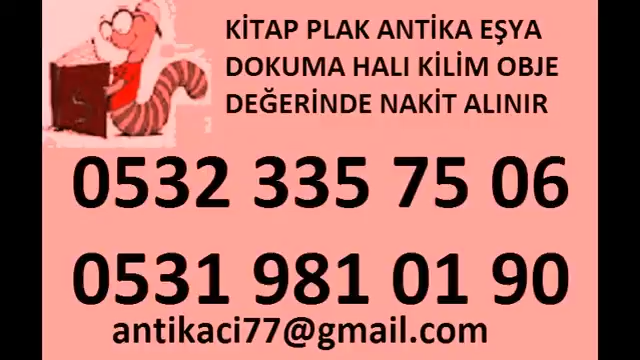 KİTAP PLAK ANTİKA EŞYA
DOKUMA HALI KİLİM OBJE
DEĞERİNDE NAKİT ALINIR
0532 335 75 06
0531 981 01 90
antikaci77@gmail.com